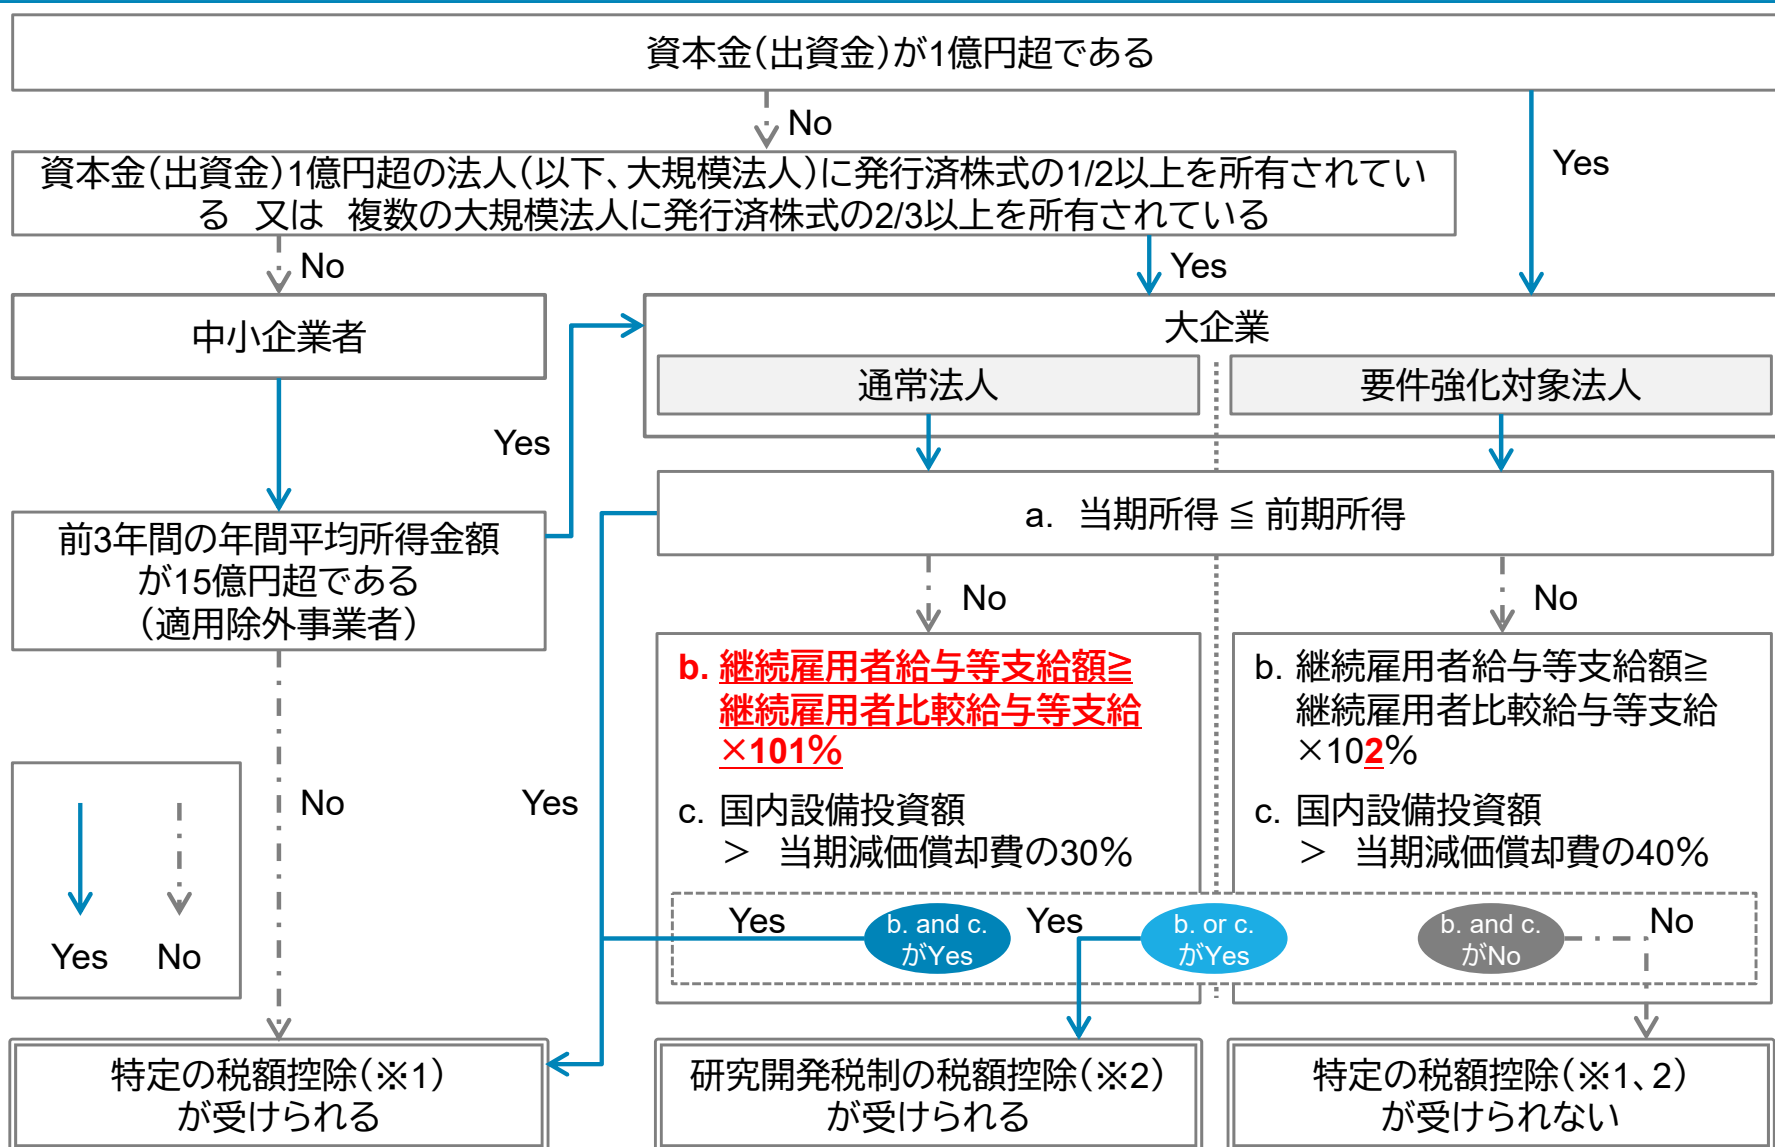 資本金（出資金）が1億円超である
No
Yes
資本金（出資金）1億円超の法人（以下、大規模法人）に発行済株式の1/2以上を所有されてい
る 又は 複数の大規模法人に発行済株式の2/3以上を所有されている
No
Yes
中小企業者
大企業
通常法人
要件強化対象法人
Yes
a. 当期所得 ≦ 前期所得
前3年間の年間平均所得金額
が15億円超である
（適用除外事業者）
No
No
b. 継続雇用者給与等支給額≧
継続雇用者比較給与等支給
×101％
c. 国内設備投資額
＞ 当期減価償却費の30％
b. 継続雇用者給与等支給額≧
継続雇用者比較給与等支給
×102％
c. 国内設備投資額
＞ 当期減価償却費の40％
No
Yes
Yes
No
Yes
b. and c.
がYes
Yes
b. or c.
がYes
b. and c.
がNo
No
特定の税額控除（※1）
が受けられる
研究開発税制の税額控除（※2）
が受けられる
特定の税額控除（※1、2）
が受けられない